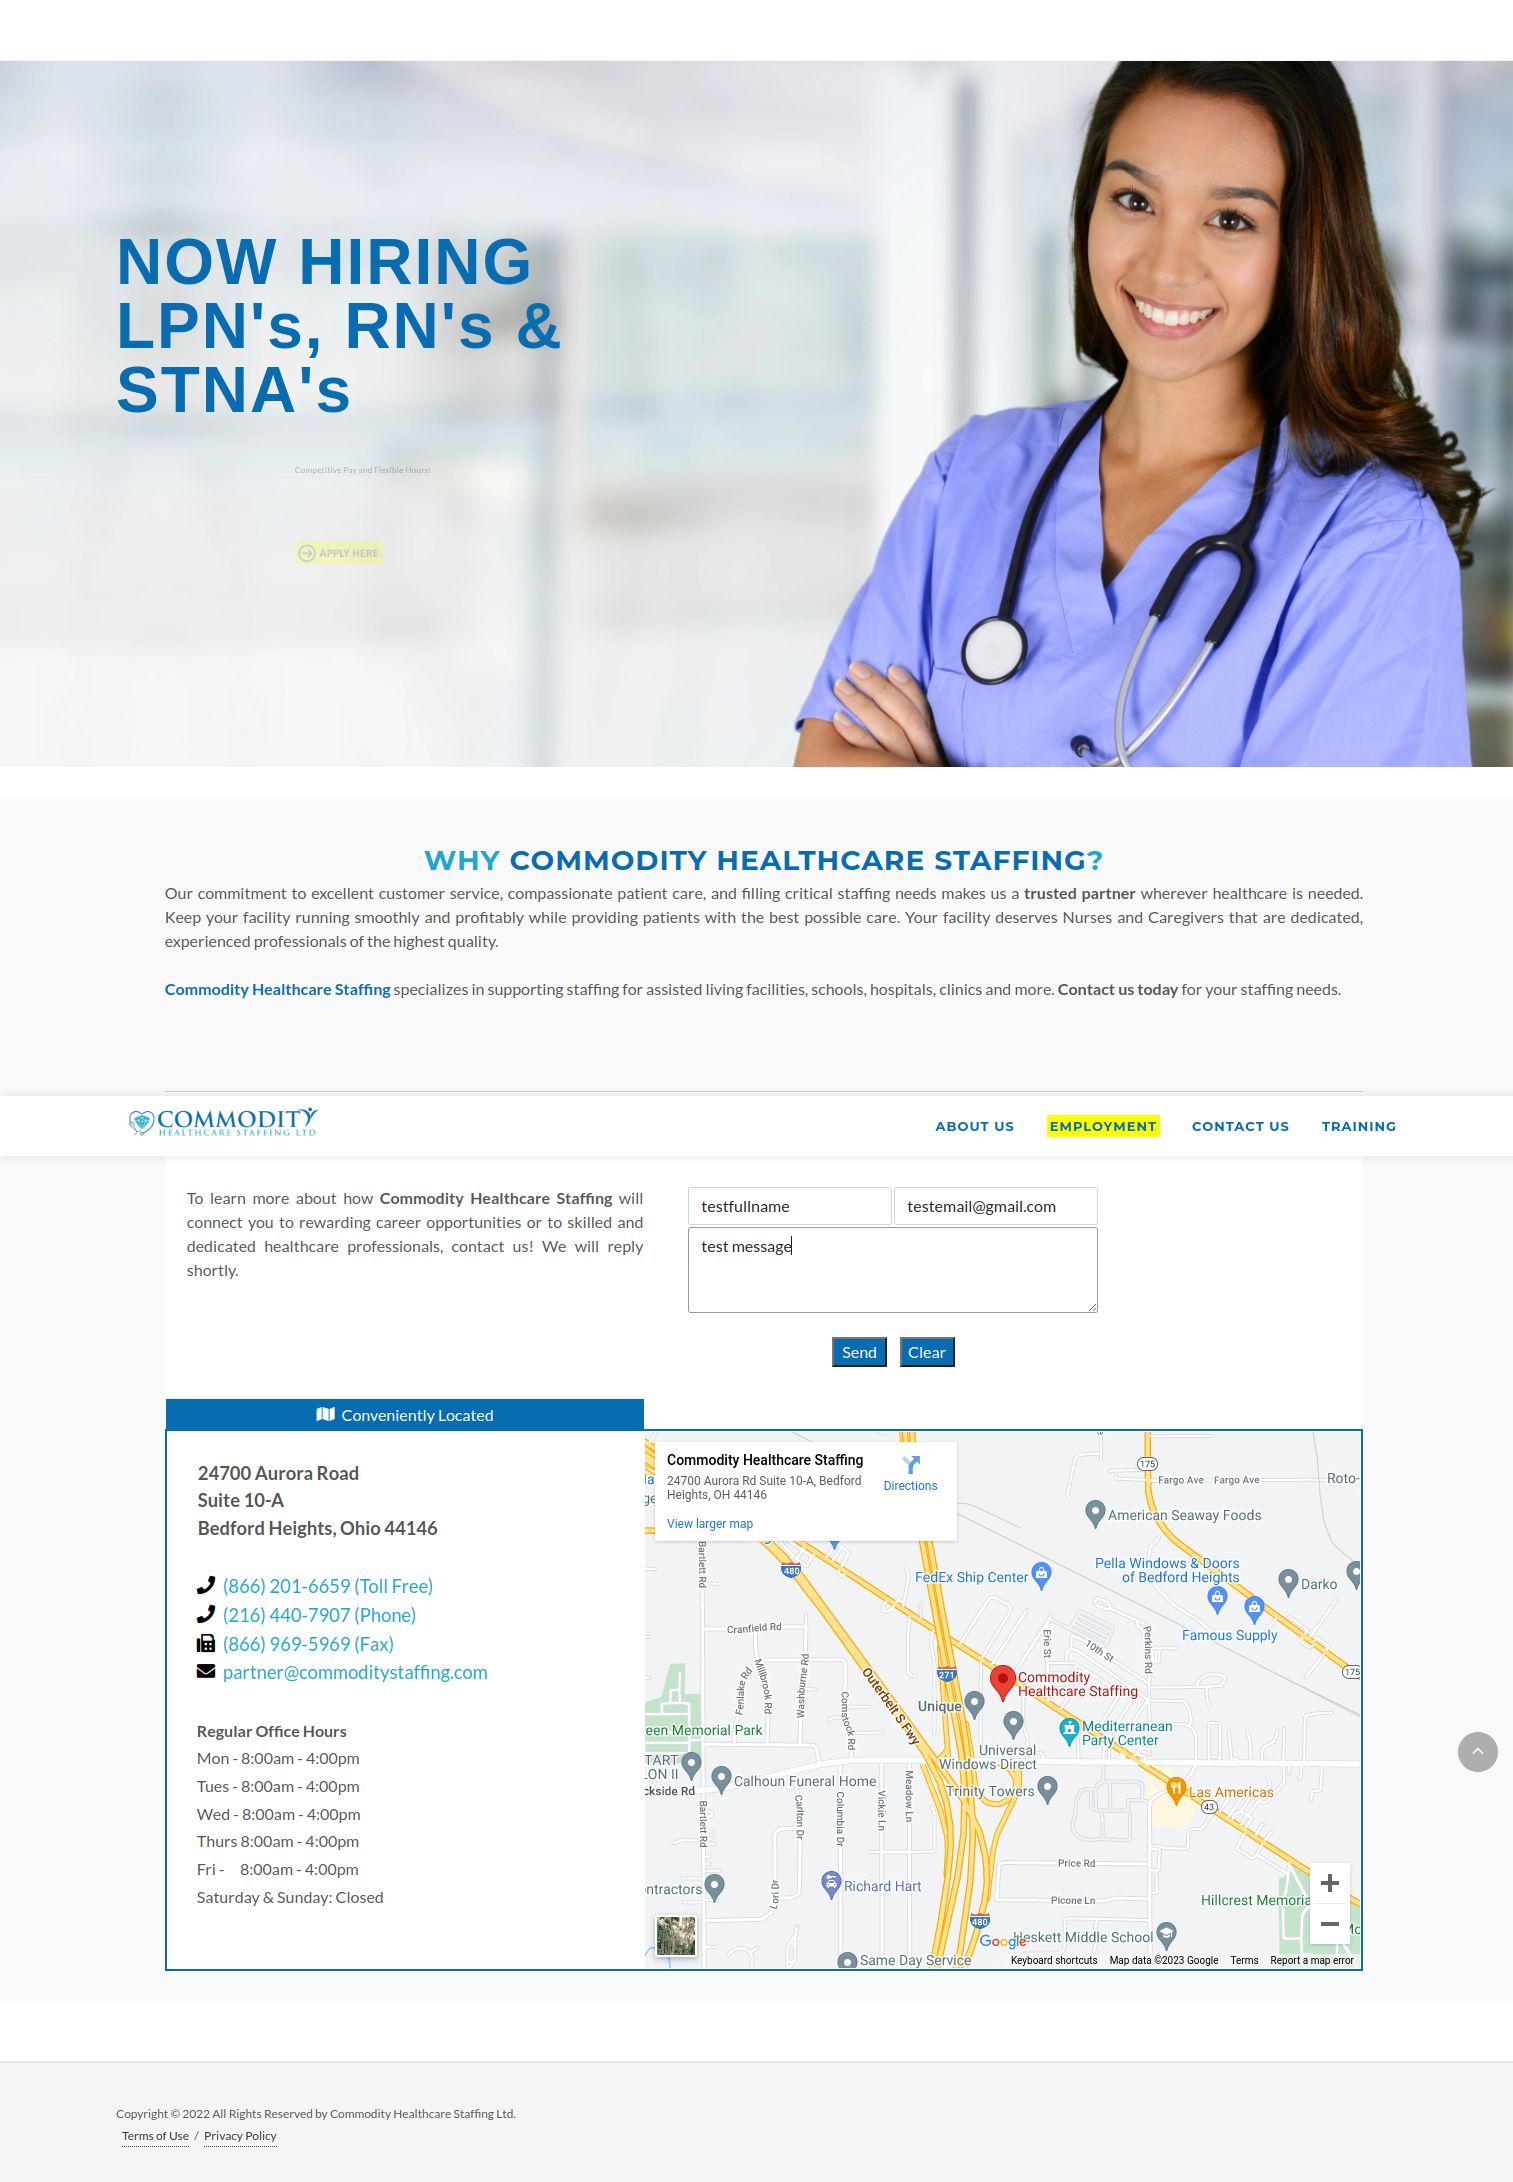 NOW HIRING
LPN's, RN's &
STNA's
Competitive Pay and Flexible Hours!
APPLY HERE
WHY COMMODITY HEALTHCARE STAFFING?
Our commitment to excellent customer service, compassionate patient care, and filling critical staffing needs makes us a trusted partner wherever healthcare is needed.
Keep your facility running smoothly and profitably while providing patients with the best possible care. Your facility deserves Nurses and Caregivers that are dedicated,
experienced professionals of the highest quality.
Commodity Healthcare Staffing specializes in supporting staffing for assisted living facilities, schools, hospitals, clinics and more. Contact us today for your staffing needs.
COMMODITY
HEALTHCARE STAFFING LTD
ABOUT US
EMPLOYMENT
CONTACT US
TRAINING
To learn more about how Commodity Healthcare Staffing will
connect you to rewarding career opportunities or to skilled and
dedicated healthcare professionals, contact us! We will reply
shortly.
testfullname
testemail@gmail.com
test message
Send
Clear
Conveniently Located
24700 Aurora Road
Suite 10-A
Bedford Heights, Ohio 44146
(866) 201-6659 (Toll Free)
(216) 440-7907 (Phone)
(866) 969-5969 (Fax)
partner@commoditystaffing.com
Regular Office Hours
Mon - 8:00am - 4:00pm
Tues - 8:00am - 4:00pm
Wed - 8:00am - 4:00pm
Thurs 8:00am - 4:00pm
Fri - 8:00am - 4:00pm
Saturday & Sunday: Closed
Commodity Healthcare Staffing
24700 Aurora Rd Suite 10-A, Bedford
Heights, OH 44146
Directions
View larger map
175
Fargo Ave
Fargo Ave
Roto-
American Seaway Foods
Bartlett Rd
480
FedEx Ship Center
Pella Windows & Doors
of Bedford Heights
Darko
Famous Supply
Cranfield Rd
Erie St
10th St
Perkins Rd
175
Fenlake Rd
Millbrook Rd
Washburne Rd
Comstock Rd
Outerbelt S Fwy
271
Commodity
Healthcare Staffing
Unique
een Memorial Park
Mediterranean
Party Center
Universal
Windows Direct
TART
LON II
ckside Rd
Calhoun Funeral Home
Trinity Towers
Las Americas
43
Bartlett Rd
Carlton Dr
Columbia Dr
Vickie Ln
Meadow Ln
Price Rd
ntractors
Lori Dr
Richard Hart
Picone Ln
Hillcrest Memoria
480
Heskett Middle School
Google
Same Day Service
Keyboard shortcuts
Map data ©2023 Google
Terms
Report a map error
Copyright © 2022 All Rights Reserved by Commodity Healthcare Staffing Ltd.
Terms of Use / Privacy Policy